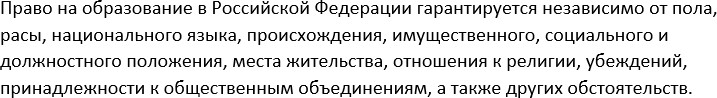 Право на образование в Российской Федерации гарантируется независимо от пола,
расы, национального языка, происхождения, имущественного, социального и
должностного положения, места жительства, отношения к религии, убеждений,
принадлежности к общественным объединениям, а также других обстоятельств.